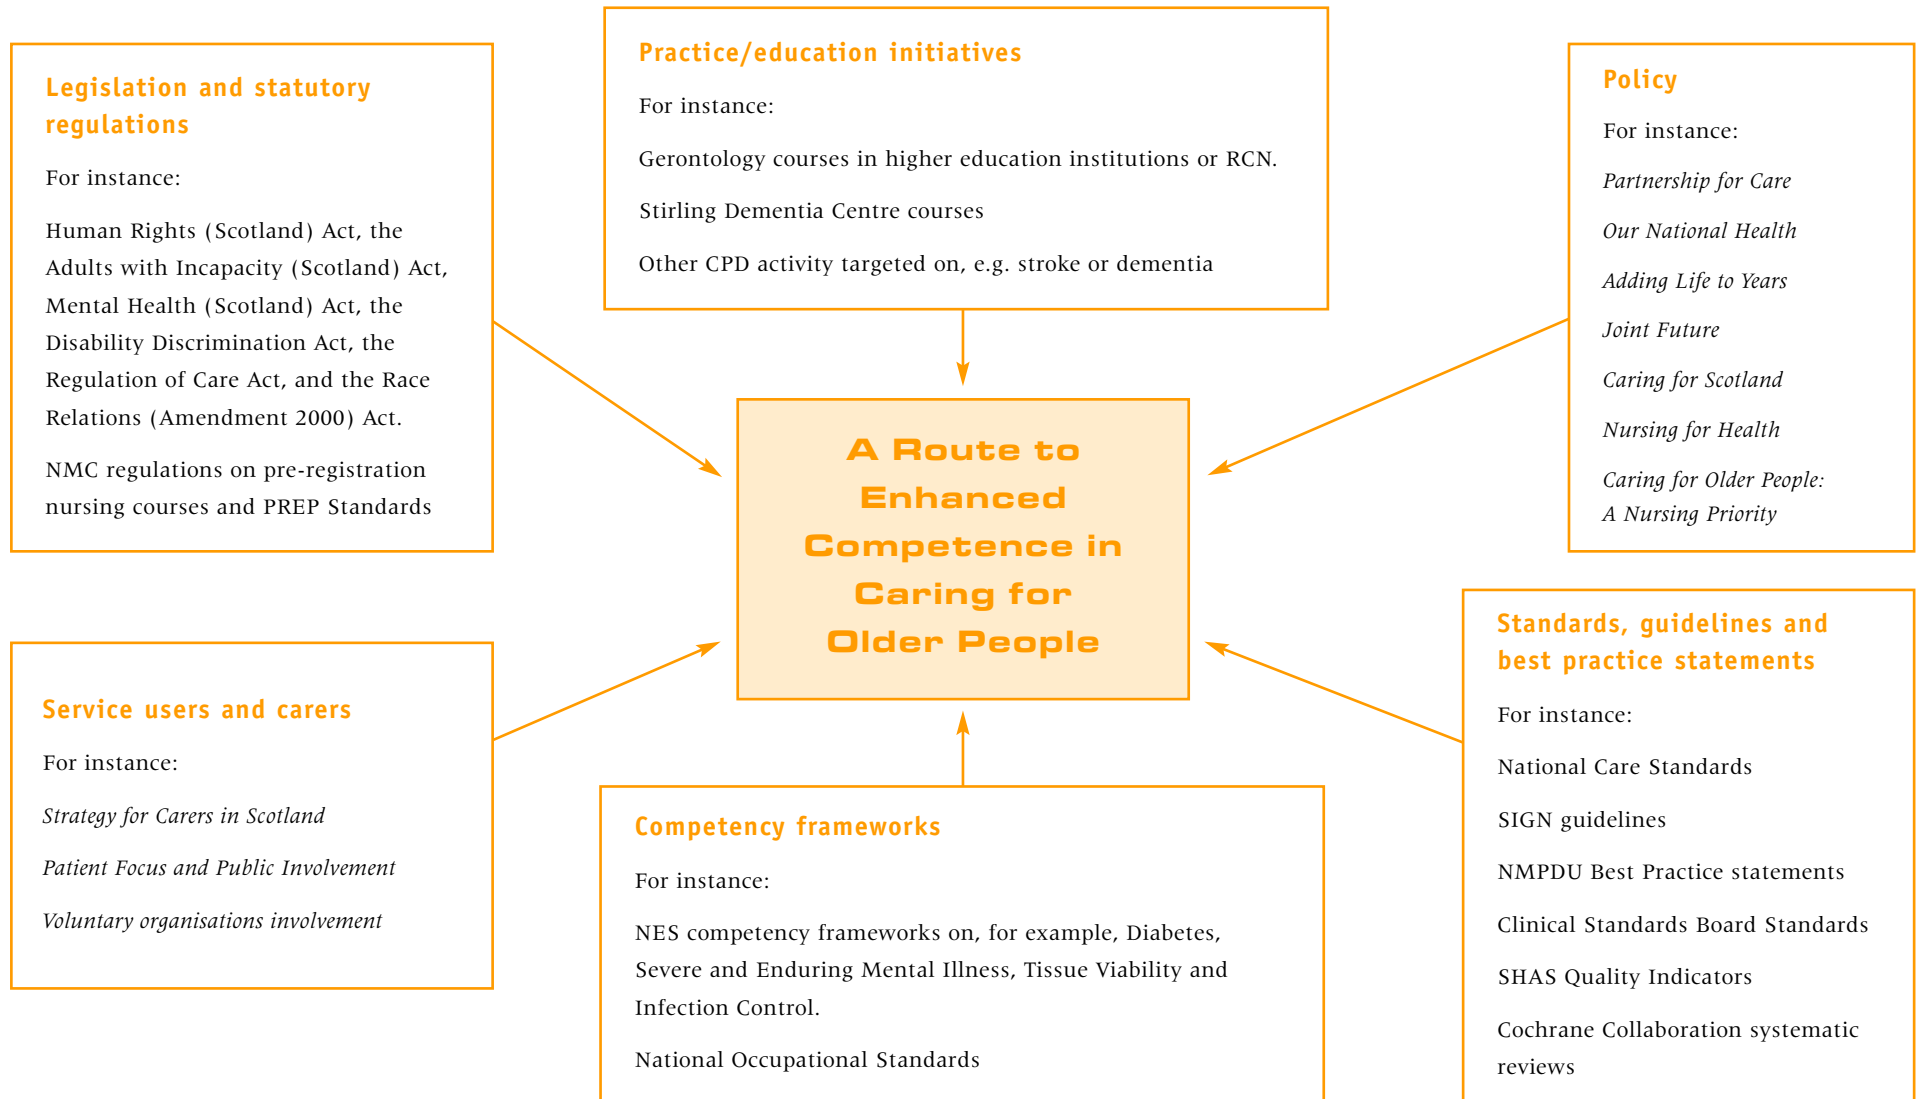 Legislation and statutory
regulations
For instance:
Human Rights (Scotland) Act, the
Adults with Incapacity (Scotland) Act,
Mental Health (Scotland) Act, the
Disability Discrimination Act, the
Regulation of Care Act, and the Race
Relations (Amendment 2000) Act.
NMC regulations on pre-registration
nursing courses and PREP Standards
Practice/education initiatives
For instance:
Gerontology courses in higher education institutions or RCN.
Stirling Dementia Centre courses
Other CPD activity targeted on, e.g. stroke or dementia
Policy
For instance:
Partnership for Care
Our National Health
Adding Life to Years
Joint Future
Caring for Scotland
Nursing for Health
Caring for Older People:
A Nursing Priority
A Route to
Enhanced
Competence in
Caring for
Older People
Service users and carers
For instance:
Strategy for Carers in Scotland
Patient Focus and Public Involvement
Voluntary organisations involvement
Competency frameworks
For instance:
NES competency frameworks on, for example, Diabetes,
Severe and Enduring Mental Illness, Tissue Viability and
Infection Control.
National Occupational Standards
Standards, guidelines and
best practice statements
For instance:
National Care Standards
SIGN guidelines
NMPDU Best Practice statements
Clinical Standards Board Standards
SHAS Quality Indicators
Cochrane Collaboration systematic
reviews